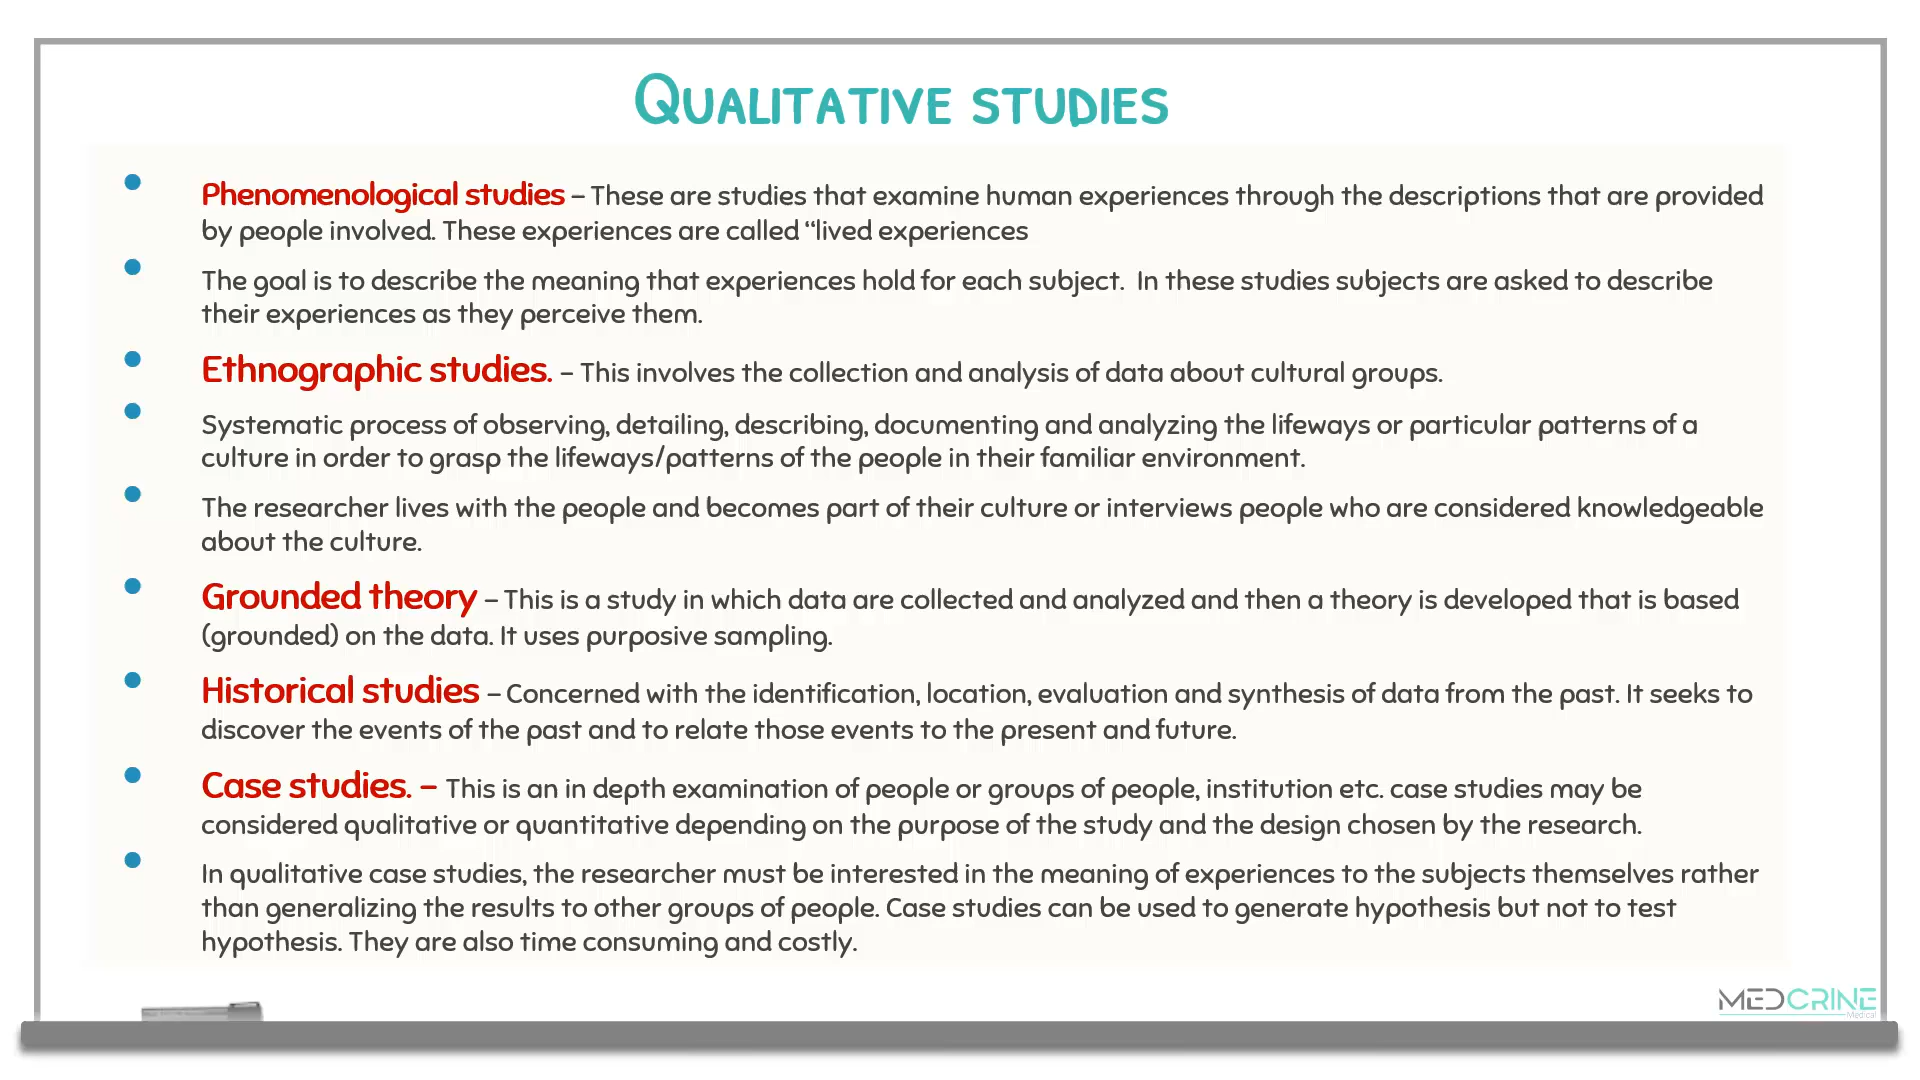 Qualitative studies
Phenomenological studies – These are studies that examine human experiences through the descriptions that are provided
by people involved. These experiences are called “lived experiences
The goal is to describe the meaning that experiences hold for each subject. In these studies subjects are asked to describe
their experiences as they perceive them.
Ethnographic studies. – This involves the collection and analysis of data about cultural groups.
Systematic process of observing, detailing, describing, documenting and analyzing the lifeways or particular patterns of a
culture in order to grasp the lifeways/patterns of the people in their familiar environment.
The researcher lives with the people and becomes part of their culture or interviews people who are considered knowledgeable
about the culture.
Grounded theory – This is a study in which data are collected and analyzed and then a theory is developed that is based
(grounded) on the data. It uses purposive sampling.
Historical studies – Concerned with the identification, location, evaluation and synthesis of data from the past. It seeks to
discover the events of the past and to relate those events to the present and future.
Case studies. – This is an in depth examination of people or groups of people, institution etc. case studies may be
considered qualitative or quantitative depending on the purpose of the study and the design chosen by the research.
In qualitative case studies, the researcher must be interested in the meaning of experiences to the subjects themselves rather
than generalizing the results to other groups of people. Case studies can be used to generate hypothesis but not to test
hypothesis. They are also time consuming and costly.
MEDCRINE
Medical